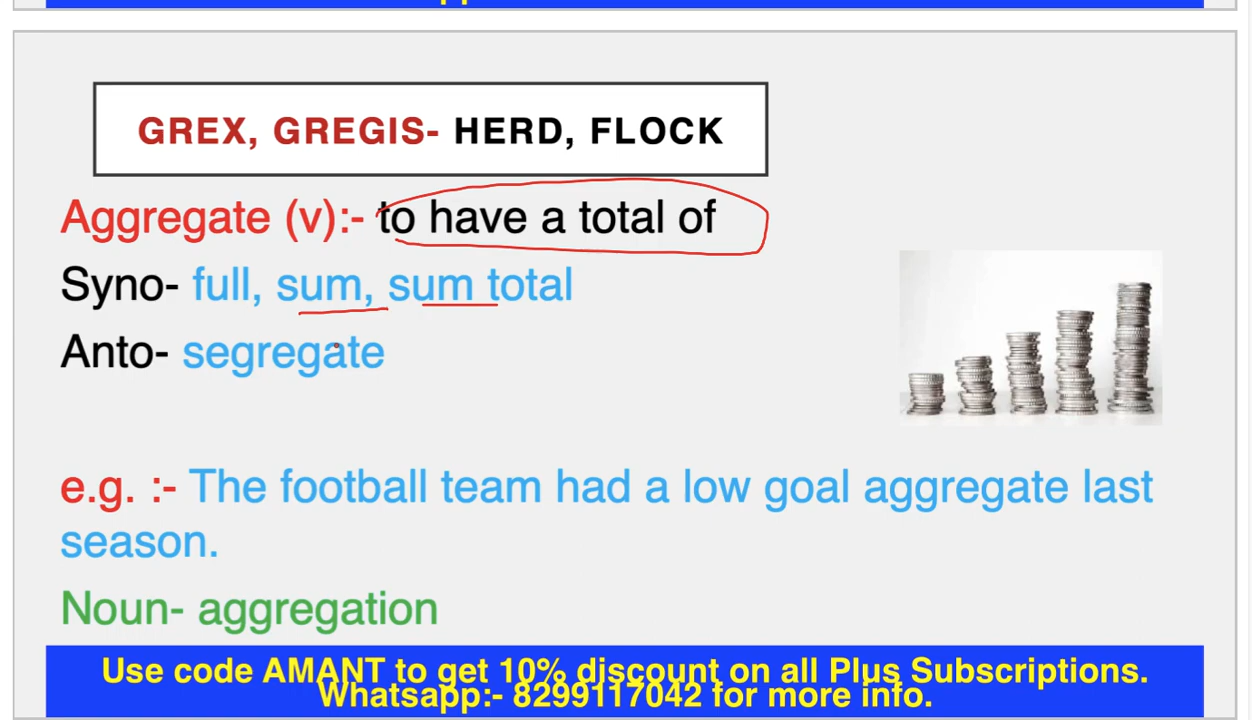 GREX, GREGIS- HERD, FLOCK
Aggregate (v):- to have a total of
Syno- full, sum, sum total
Anto- segregate
e.g. :- The football team had a low goal aggregate last
season.
Noun- aggregation
Use code AMANT to get 10% discount on all Plus Subscriptions.
Whatsapp:- 8299117042 for more info.